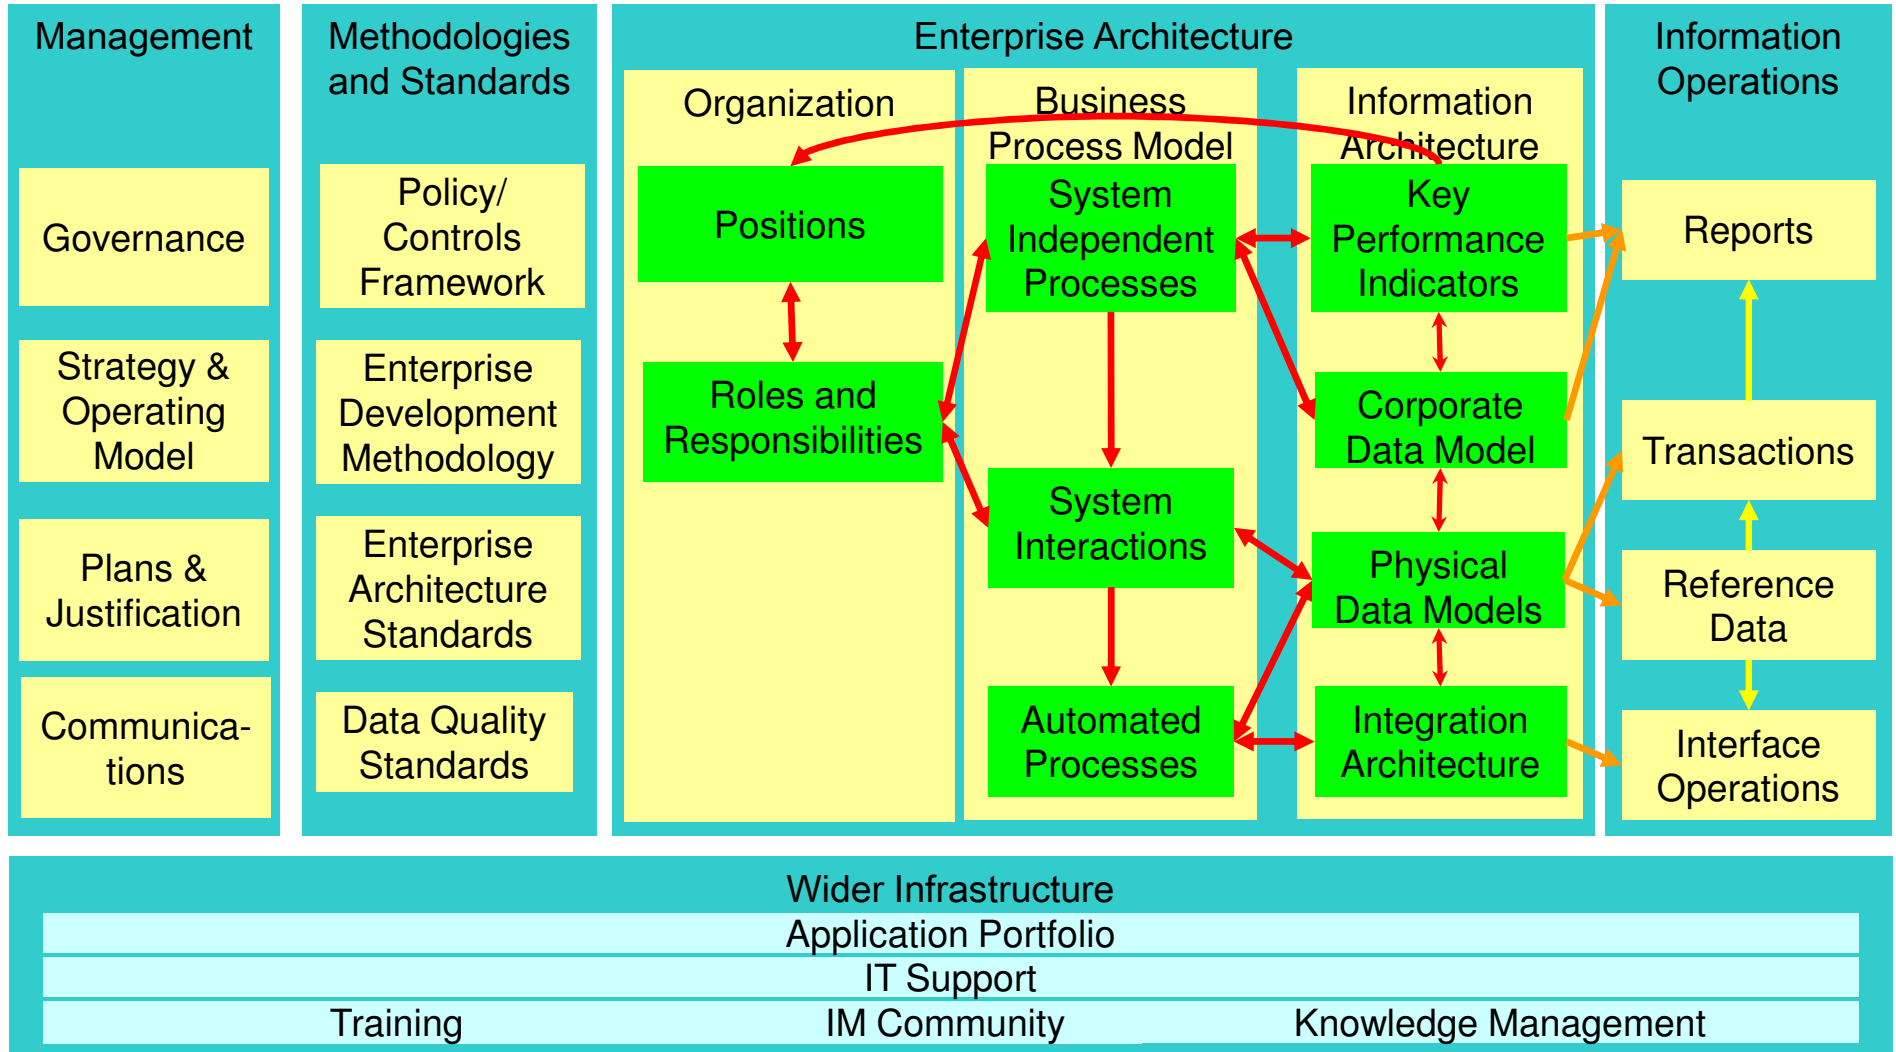 Management
Governance
Strategy &
Operating
Model
Plans &
Justification
Communica-
tions
Methodologies
and Standards
Policy/
Controls
Framework
Enterprise
Development
Methodology
Enterprise
Architecture
Standards
Data Quality
Standards
Enterprise Architecture
Organization
Positions
Roles and
Responsibilities
Business
Process Model
System
Independent
Processes
System
Interactions
Automated
Processes
Information
Architecture
Key
Performance
Indicators
Corporate
Data Model
Physical
Data Models
Integration
Architecture
Information
Operations
Reports
Transactions
Reference
Data
Interface
Operations
Wider Infrastructure
Application Portfolio
IT Support
Training IM Community Knowledge Management